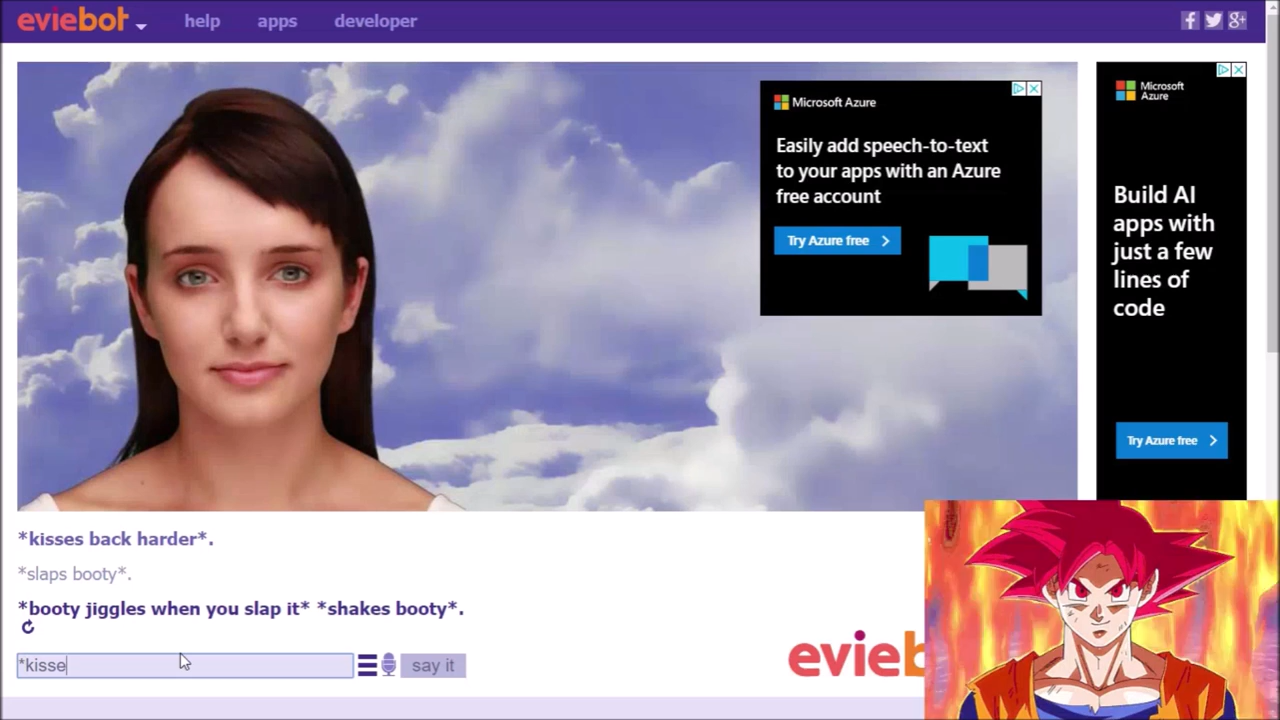 eviebot
help
apps
developer
Microsoft Azure
Easily add speech-to-text
to your apps with an Azure
free account
Try Azure free
Microsoft
Azure
Build AI
apps with
just a few
lines of
code
Try Azure free
*kisses back harder*.
*slaps booty*.
*booty jiggles when you slap it* *shakes booty*.
*kisse
say it
evieb